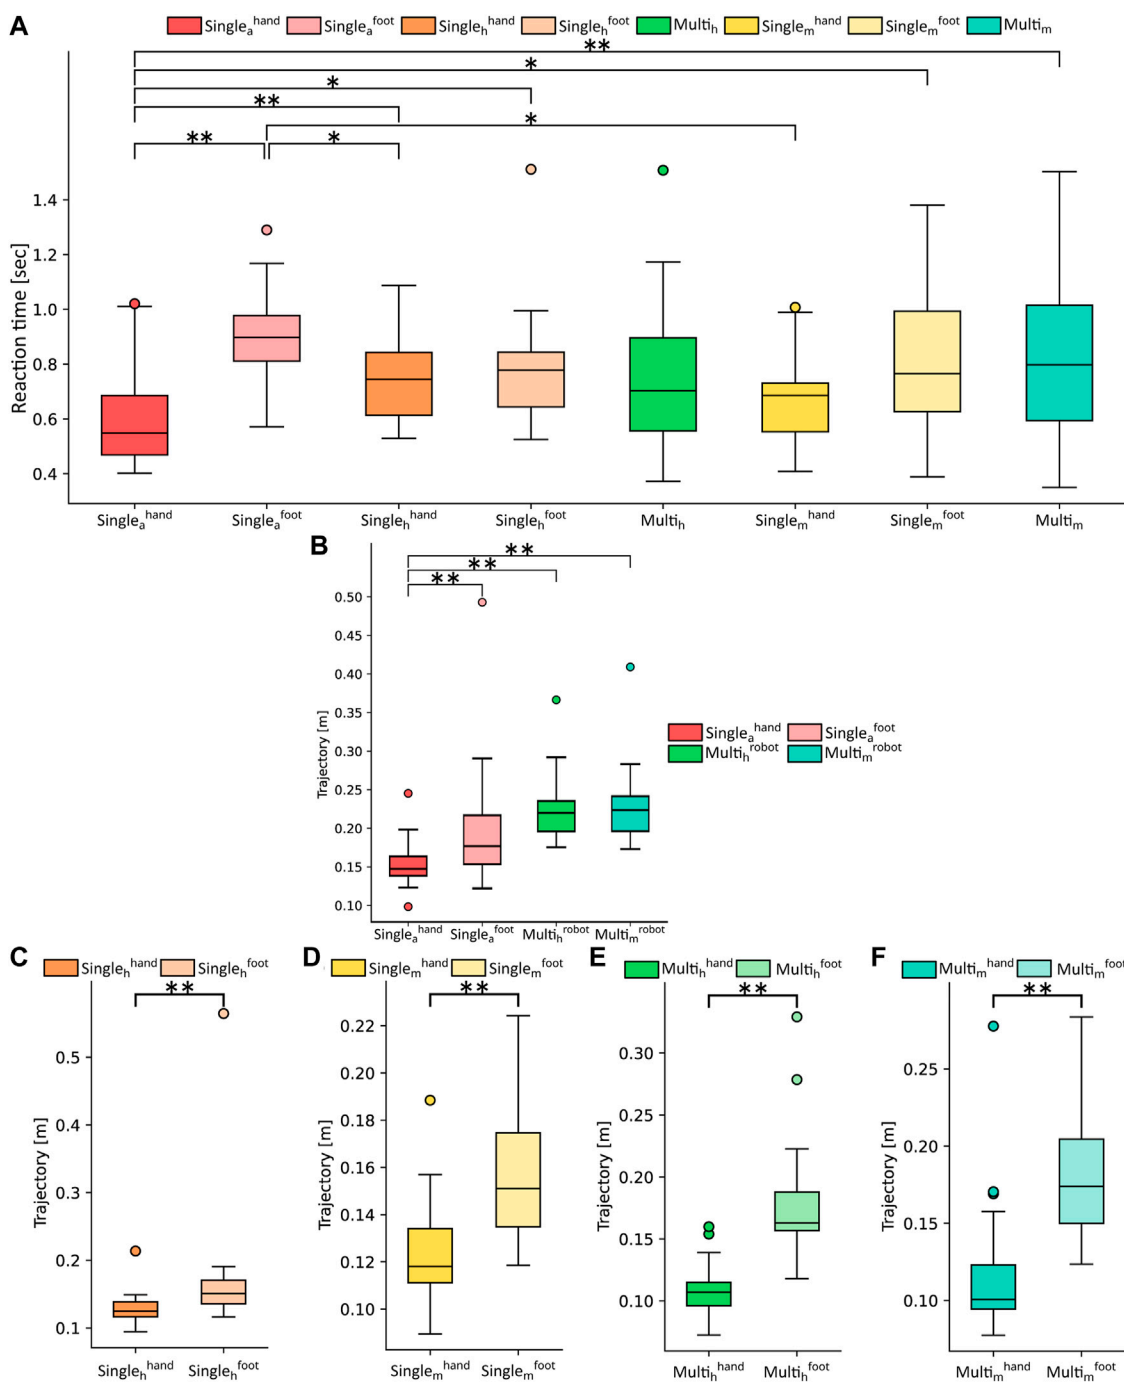 A
Single_a^hand Single_a^foot Single_h^hand Single_h^foot Multi_h Single_m^hand Single_m^foot Multi_m
**
*
*
**
*
** *
Reaction time [sec]
1.4
1.2
1.0
0.8
0.6
0.4
Single_a^hand Single_a^foot Single_h^hand Single_h^foot Multi_h Single_m^hand Single_m^foot Multi_m
B
**
**
**
Trajectory [m]
0.50
0.45
0.40
0.35
0.30
0.25
0.20
0.15
0.10
Single_a^hand Single_a^foot
Multi_h^robot Multi_m^robot
Single_a^hand Single_a^foot Multi_h^robot Multi_m^robot
C
Single_h^hand Single_h^foot
**
Trajectory [m]
0.5
0.4
0.3
0.2
0.1
Single_h^hand Single_h^foot
D
Single_m^hand Single_m^foot
**
Trajectory [m]
0.22
0.20
0.18
0.16
0.14
0.12
0.10
Single_m^hand Single_m^foot
E
Multi_h^hand Multi_h^foot
**
Trajectory [m]
0.30
0.25
0.20
0.15
0.10
Multi_h^hand Multi_h^foot
F
Multi_m^hand Multi_m^foot
**
Trajectory [m]
0.25
0.20
0.15
0.10
Multi_m^hand Multi_m^foot